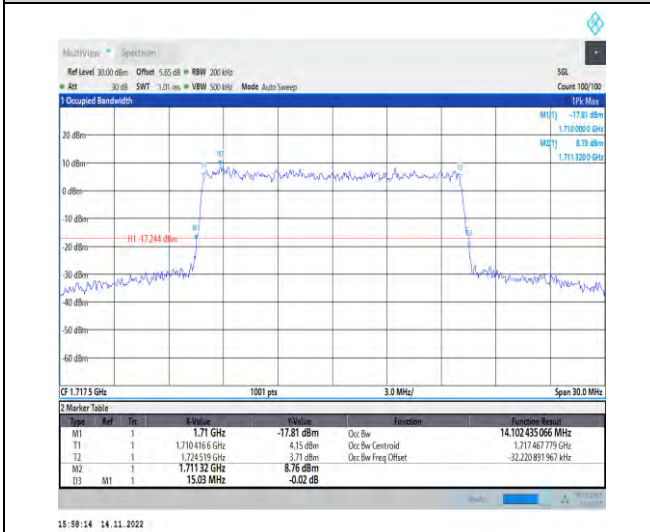 MultiView Spectrum
Ref Level 30.00 dBm Offset 5.85 dB RBW 200 kHz SGL
Att 30 dB SWT 1.01 ms VBW 500 kHz Mode Auto Sweep Count 100/100
1 Occupied Bandwidth 1Pk Max
M1[1] -17.81 dBm
1.710 000 0 GHz
M2[1] 8.76 dBm
1.711 320 0 GHz
20 dBm
M2
10 dBm
T1 T2
0 dBm
-10 dBm
M1
H1 -17.244 dBm
-20 dBm
-30 dBm
-40 dBm
-50 dBm
-60 dBm
CF 1.717 5 GHz 1001 pts 3.0 MHz/ Span 30.0 MHz
2 Marker Table
Type Ref Trc X-Value Y-Value Function Function Result
M1 1 1.71 GHz -17.81 dBm Occ Bw 14.102 435 066 MHz
T1 1 1.710 416 6 GHz 4.15 dBm Occ Bw Centroid 1.717 467 779 GHz
T2 1 1.724 519 GHz 3.71 dBm Occ Bw Freq Offset -32.220 891 967 kHz
M2 1 1.711 32 GHz 8.76 dBm
D3 M1 1 15.03 MHz -0.02 dB
15:58:14 14.11.2022